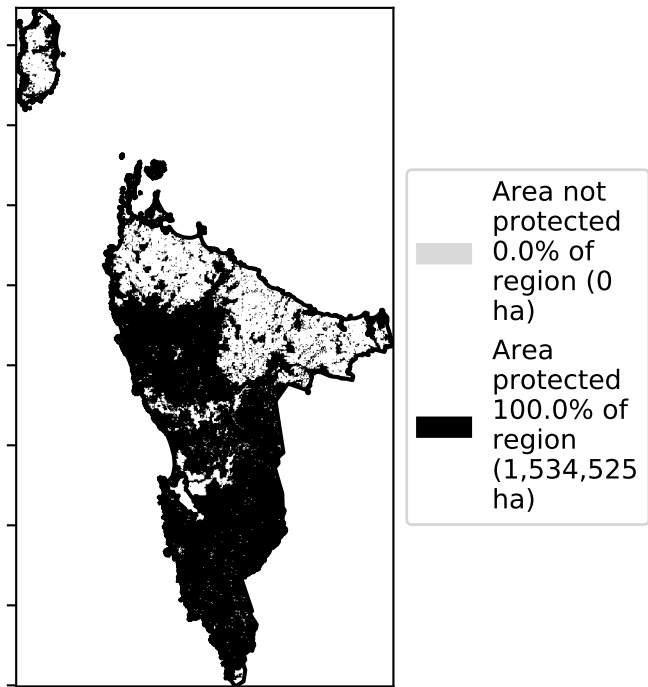 Area not
protected
0.0% of
region (0
ha)
Area
protected
100.0% of
region
(1,534,525
ha)